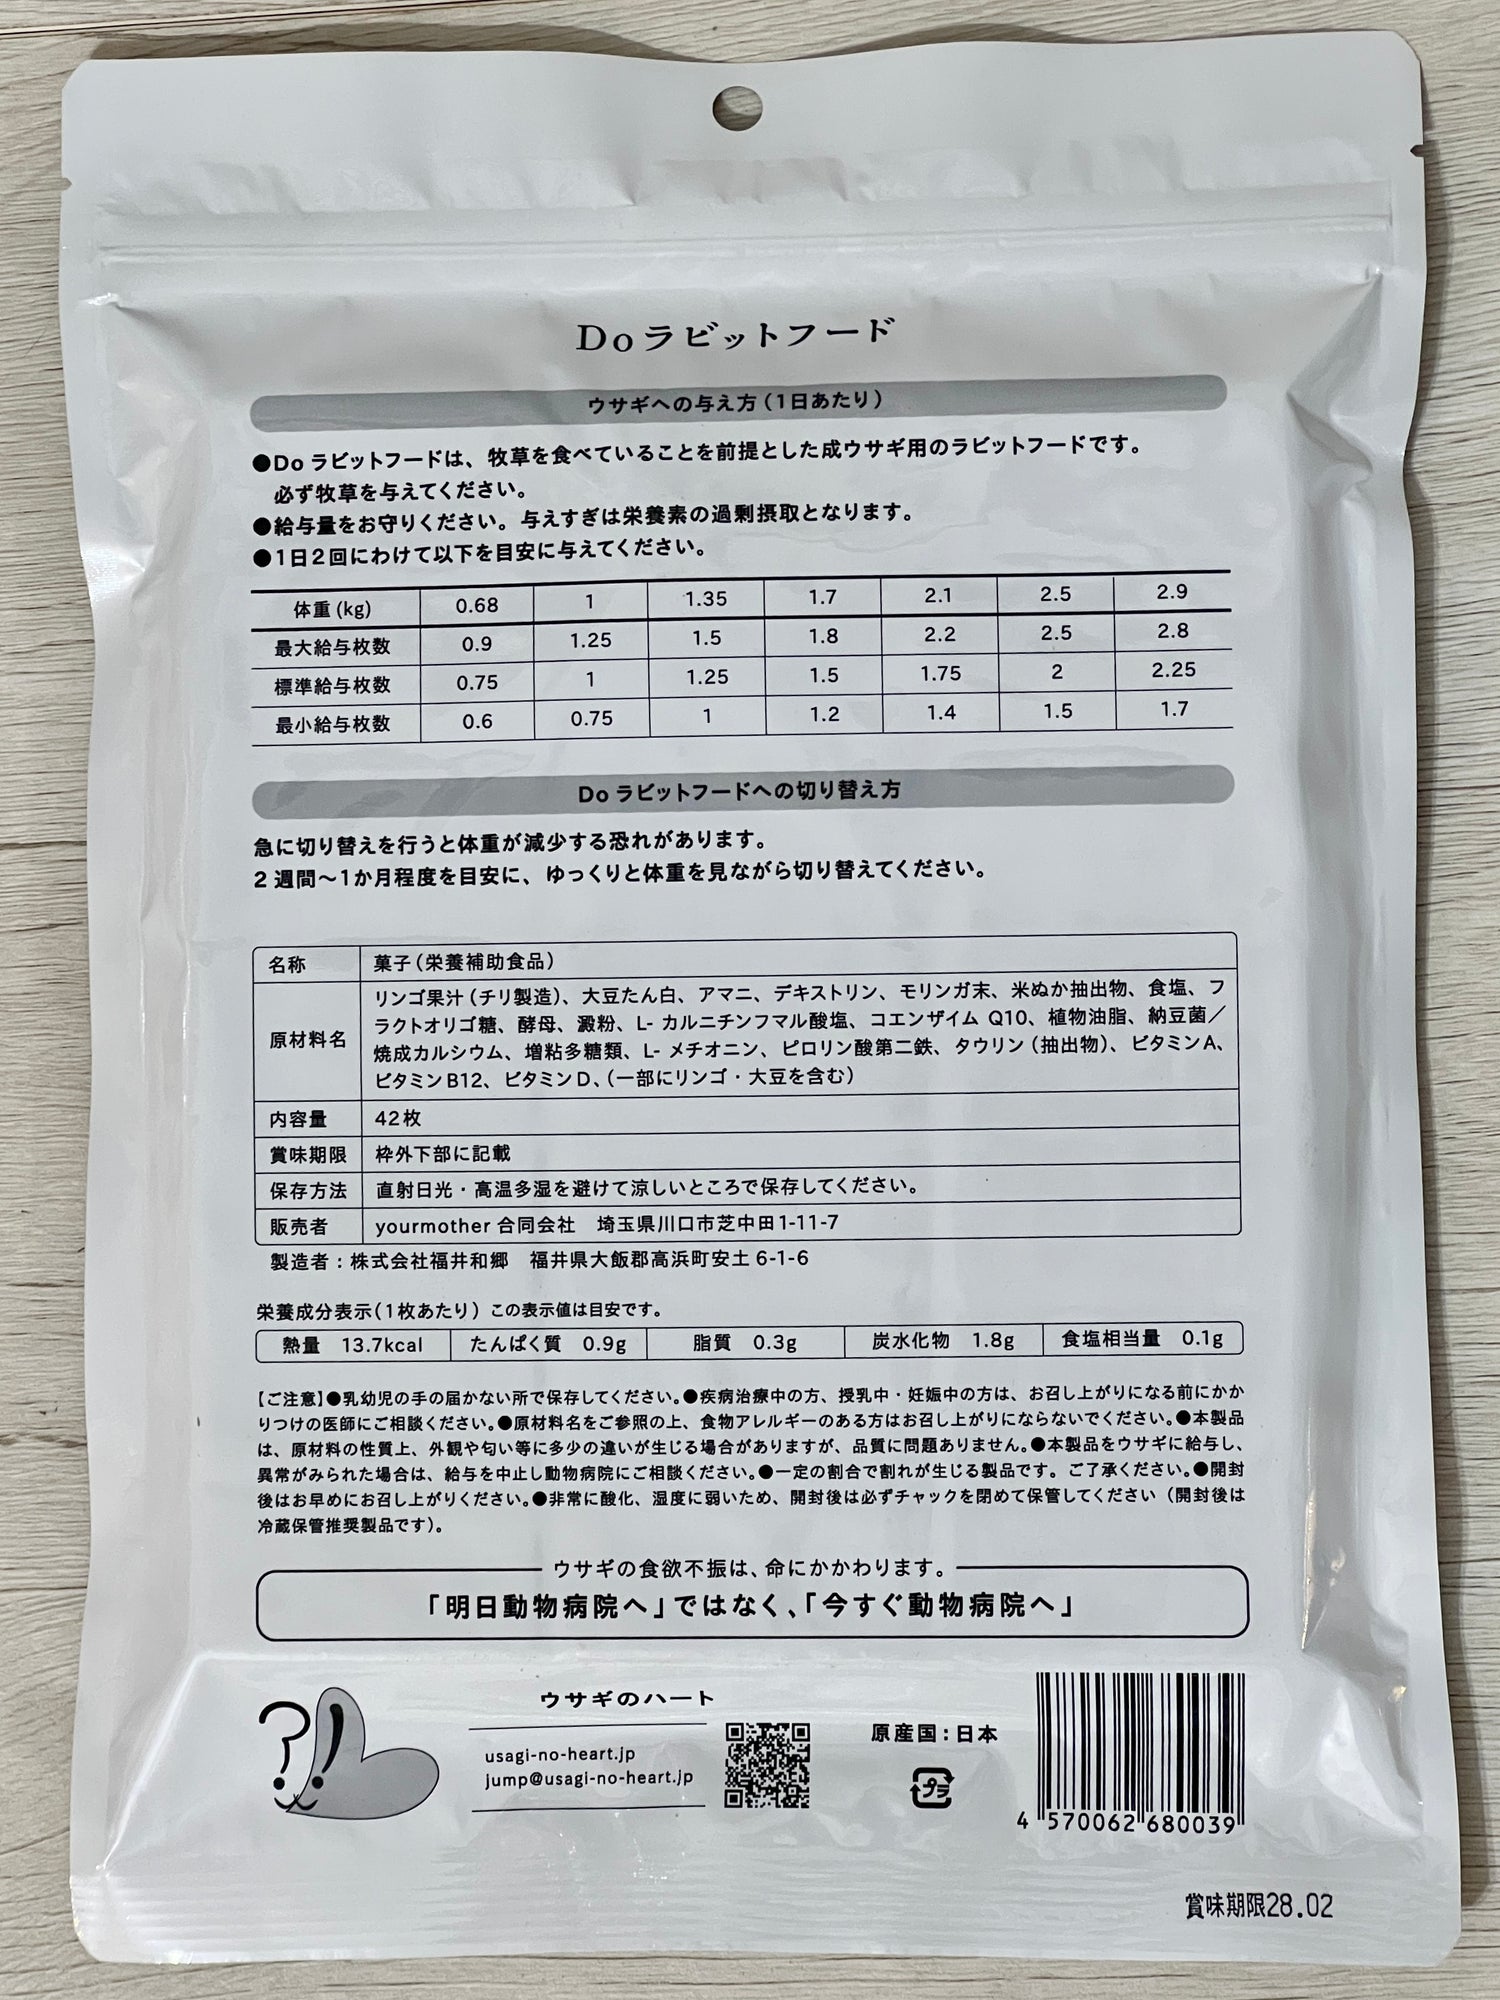 Doラビットフード
ウサギへの与え方(1日あたり)
●Do ラビットフードは、牧草を食べていることを前提とした成ウサギ用のラビットフードです。
必ず牧草を与えてください。
●給与量をお守りください。与えすぎは栄養素の過剰摂取となります。
●1日2回にわけて以下を目安に与えてください。
体重(kg) 0.68 1 1.35 1.7 2.1 2.5 2.9
最大給与枚数 0.9 1.25 1.5 1.8 2.2 2.5 2.8
標準給与枚数 0.75 1 1.25 1.5 1.75 2 2.25
最小給与枚数 0.6 0.75 1 1.2 1.4 1.5 1.7
Do ラビットフードへの切り替え方
急に切り替えを行うと体重が減少する恐れがあります。
2週間〜1か月程度を目安に、ゆっくりと体重を見ながら切り替えてください。
名称 菓子(栄養補助食品)
原材料名 リンゴ果汁(チリ製造)、大豆たん白、アマニ、デキストリン、モリンガ末、米ぬか抽出物、食塩、フ
ラクトオリゴ糖、酵母、澱粉、L-カルニチンフマル酸塩、コエンザイム Q10、植物油脂、納豆菌／
焼成カルシウム、増粘多糖類、L-メチオニン、ピロリン酸第二鉄、タウリン(抽出物)、ビタミンA、
ビタミンB12、ビタミンD、(一部にリンゴ・大豆を含む)
内容量 42枚
賞味期限 枠外下部に記載
保存方法 直射日光・高温多湿を避けて涼しいところで保存してください。
販売者 yourmother合同会社 埼玉県川口市芝中田1-11-7
製造者：株式会社福井和郷 福井県大飯郡高浜町安土6-1-6
栄養成分表示(1枚あたり) この表示値は目安です。
熱量 13.7kcal たんぱく質 0.9g 脂質 0.3g 炭水化物 1.8g 食塩相当量 0.1g
【ご注意】●乳幼児の手の届かない所で保存してください。●疾病治療中の方、授乳中・妊娠中の方は、お召し上がりになる前にかか
りつけの医師にご相談ください。●原材料名をご参照の上、食物アレルギーのある方はお召し上がりにならないでください。●本製品
は、原材料の性質上、外観や匂い等に多少の違いが生じる場合がありますが、品質に問題ありません。●本製品をウサギに給与し、
異常がみられた場合は、給与を中止し動物病院にご相談ください。●一定の割合で割れが生じる製品です。ご了承ください。●開封
後はお早めにお召し上がりください。●非常に酸化、湿度に弱いため、開封後は必ずチャックを閉めて保管してください(開封後は
冷蔵保管推奨製品です)。
ウサギの食欲不振は、命にかかわります。
「明日動物病院へ」ではなく、「今すぐ動物病院へ」
ウサギのハート
usagi-no-heart.jp
jump@usagi-no-heart.jp
原産国：日本
プラ
4 570062 680039
賞味期限28.02